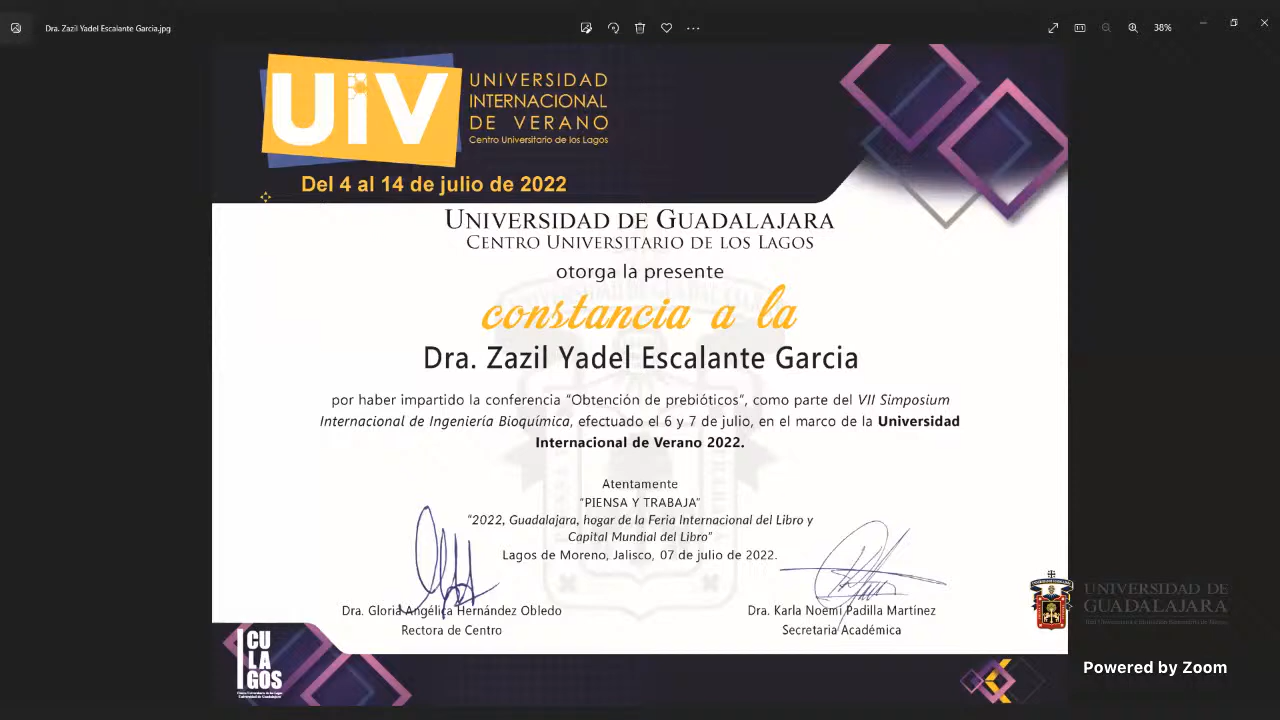 Dra. Zazil Yadel Escalante Garcia.jpg
38%
UiV
UNIVERSIDAD
INTERNACIONAL
DE VERANO
Centro Universitario de los Lagos
Del 4 al 14 de julio de 2022
UNIVERSIDAD DE GUADALAJARA
CENTRO UNIVERSITARIO DE LOS LAGOS
otorga la presente
constancia a la
Dra. Zazil Yadel Escalante Garcia
por haber impartido la conferencia “Obtención de prebióticos”, como parte del VII Simposium
Internacional de Ingeniería Bioquímica, efectuado el 6 y 7 de julio, en el marco de la Universidad
Internacional de Verano 2022.
Atentamente
“PIENSA Y TRABAJA”
“2022, Guadalajara, hogar de la Feria Internacional del Libro y
Capital Mundial del Libro”
Lagos de Moreno, Jalisco, 07 de julio de 2022.
Dra. Gloria Angélica Hernández Obledo
Rectora de Centro
Dra. Karla Noemí Padilla Martínez
Secretaria Académica
UNIVERSIDAD DE
GUADALAJARA
CU
LA
GOS
Powered by Zoom